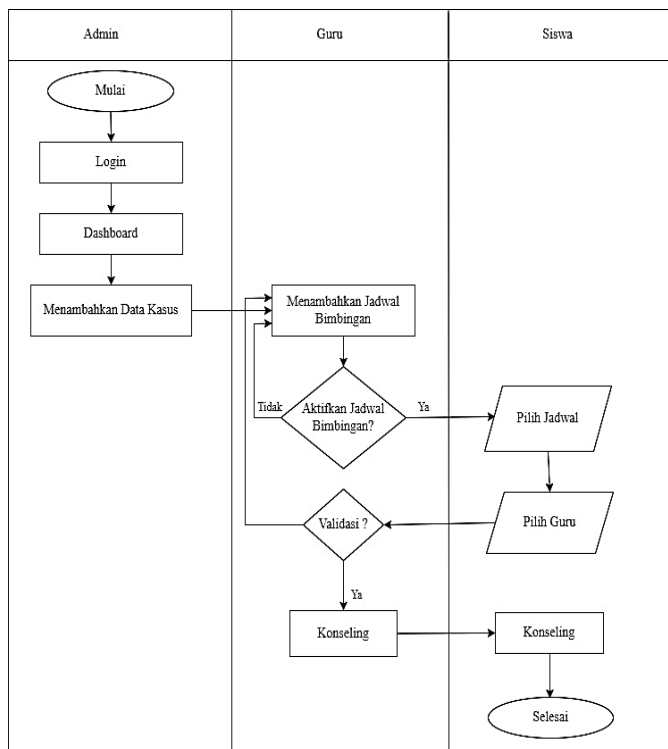 Admin
Guru
Siswa
Mulai
Login
Dashboard
Menambahkan Data Kasus
Menambahkan Jadwal
Bimbingan
Tidak
Aktifkan Jadwal
Bimbingan?
Ya
Pilih Jadwal
Validasi ?
Pilih Guru
Ya
Konseling
Konseling
Selesai